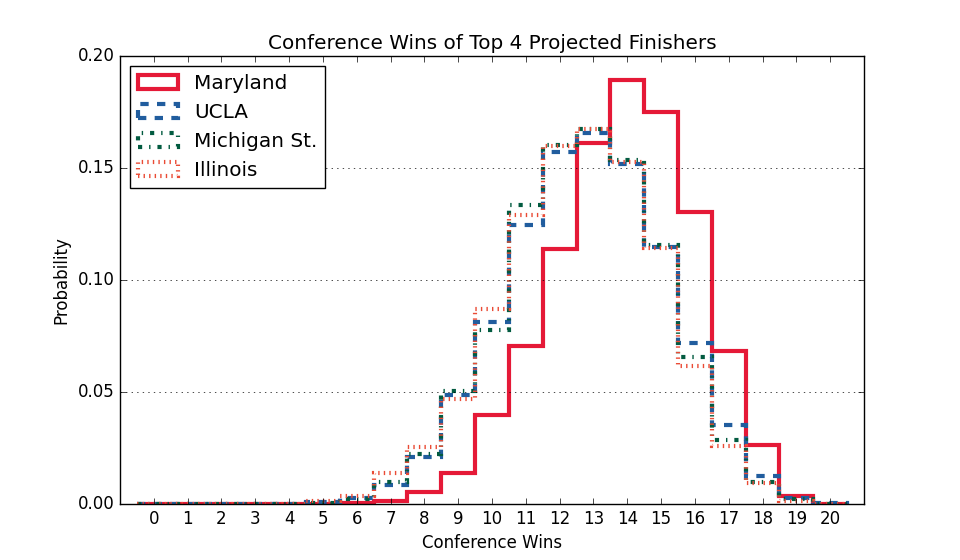 Conference Wins of Top 4 Projected Finishers
Maryland
UCLA
Michigan St.
Illinois
0.20
0.15
0.10
0.05
0.00
Probability
0 1 2 3 4 5 6 7 8 9 10 11 12 13 14 15 16 17 18 19 20
Conference Wins